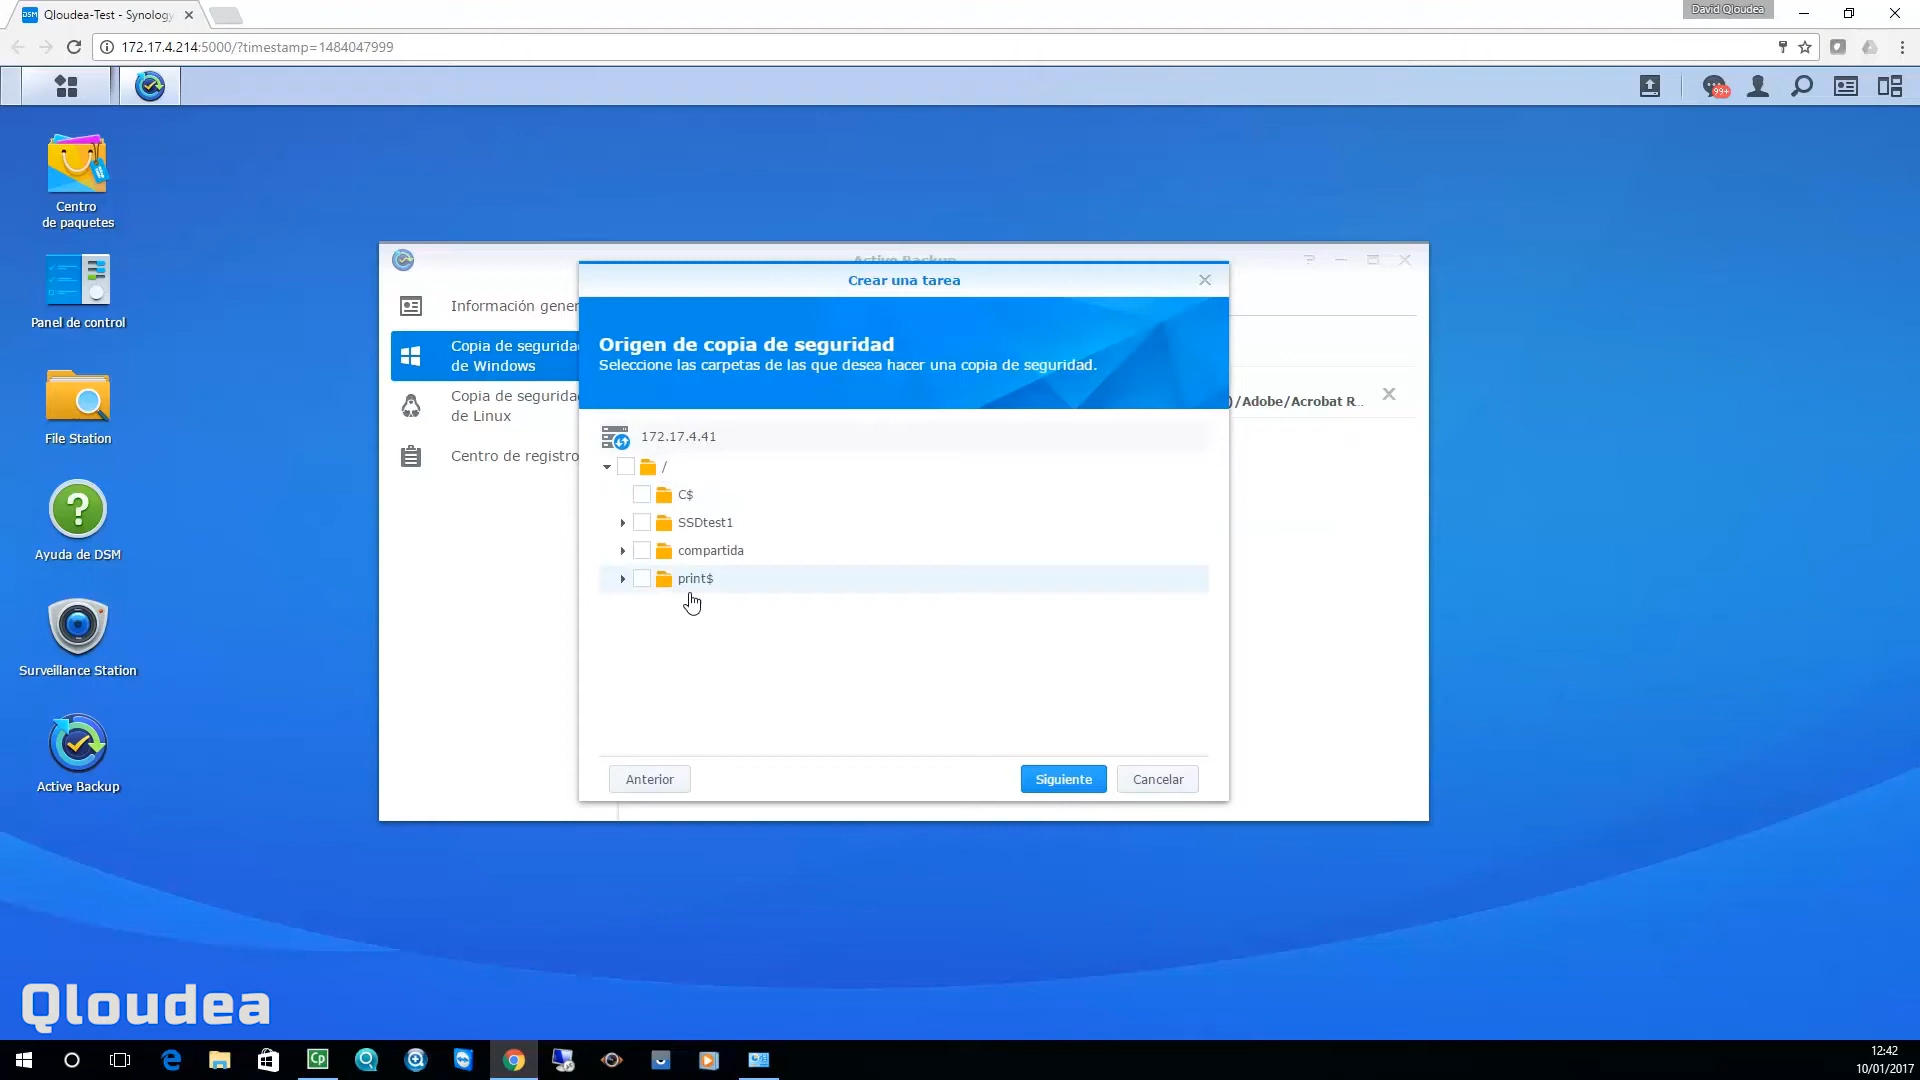 Qloudea-Test - Synology
David Qloudea
172.17.4.214:5000/?timestamp=1484047999
99+
Centro
de paquetes
Panel de control
File Station
Ayuda de DSM
Surveillance Station
Active Backup
Active Backup
Información gener
Copia de segurida
de Windows
Copia de segurida
de Linux
Centro de registro
)/Adobe/Acrobat R...
Crear una tarea
Origen de copia de seguridad
Seleccione las carpetas de las que desea hacer una copia de seguridad.
172.17.4.41
/
C$
SSDtest1
compartida
print$
Anterior
Siguiente
Cancelar
Qloudea
12:42
10/01/2017